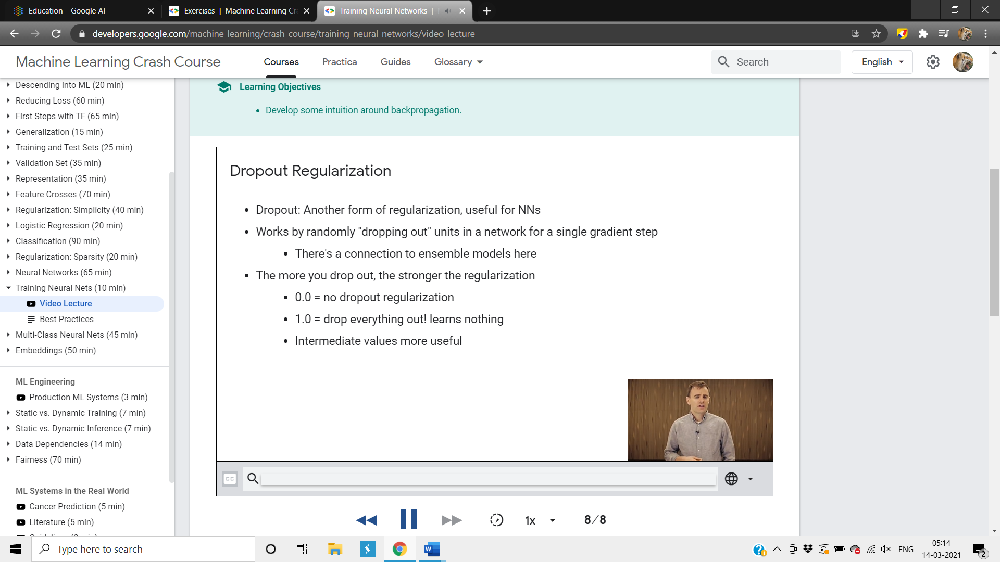 Education – Google AI
Exercises | Machine Learning Cra
Training Neural Networks |
developers.google.com/machine-learning/crash-course/training-neural-networks/video-lecture
Machine Learning Crash Course
Courses
Practica
Guides
Glossary
Search
English
Descending into ML (20 min)
Reducing Loss (60 min)
First Steps with TF (65 min)
Generalization (15 min)
Training and Test Sets (25 min)
Validation Set (35 min)
Representation (35 min)
Feature Crosses (70 min)
Regularization: Simplicity (40 min)
Logistic Regression (20 min)
Classification (90 min)
Regularization: Sparsity (20 min)
Neural Networks (65 min)
Training Neural Nets (10 min)
Video Lecture
Best Practices
Multi-Class Neural Nets (45 min)
Embeddings (50 min)
ML Engineering
Production ML Systems (3 min)
Static vs. Dynamic Training (7 min)
Static vs. Dynamic Inference (7 min)
Data Dependencies (14 min)
Fairness (70 min)
ML Systems in the Real World
Cancer Prediction (5 min)
Literature (5 min)
Learning Objectives
• Develop some intuition around backpropagation.
Dropout Regularization
• Dropout: Another form of regularization, useful for NNs
• Works by randomly "dropping out" units in a network for a single gradient step
• There's a connection to ensemble models here
• The more you drop out, the stronger the regularization
• 0.0 = no dropout regularization
• 1.0 = drop everything out! learns nothing
• Intermediate values more useful
CC
1x
8/8
Type here to search
ENG
05:14
14-03-2021
2